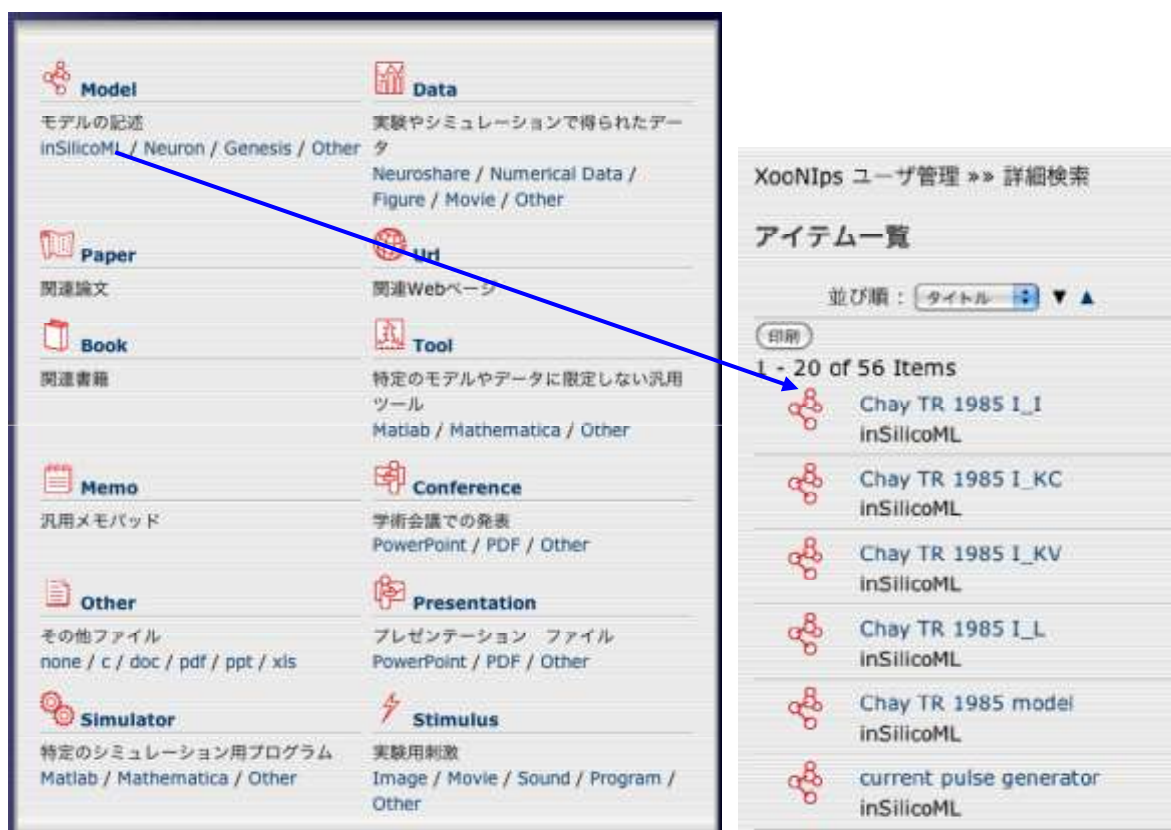 Model
モデルの記述
inSilicoML / Neuron / Genesis / Other
Data
実験やシミュレーションで得られたデー
タ
Neuroshare / Numerical Data /
Figure / Movie / Other
Paper
関連論文
Url
関連Webページ
Book
関連書籍
Tool
特定のモデルやデータに限定しない汎用
ツール
Matlab / Mathematica / Other
Memo
汎用メモパッド
Conference
学術会議での発表
PowerPoint / PDF / Other
Other
その他ファイル
none / c / doc / pdf / ppt / xls
Presentation
プレゼンテーション ファイル
PowerPoint / PDF / Other
Simulator
特定のシミュレーション用プログラム
Matlab / Mathematica / Other
Stimulus
実験用刺激
Image / Movie / Sound / Program /
Other
XooNIps ユーザ管理 »» 詳細検索
アイテム一覧
並び順 : タイトル ▼ ▲
印刷
1 - 20 of 56 Items
Chay TR 1985 I_I
inSilicoML
Chay TR 1985 I_KC
inSilicoML
Chay TR 1985 I_KV
inSilicoML
Chay TR 1985 I_L
inSilicoML
Chay TR 1985 model
inSilicoML
current pulse generator
inSilicoML